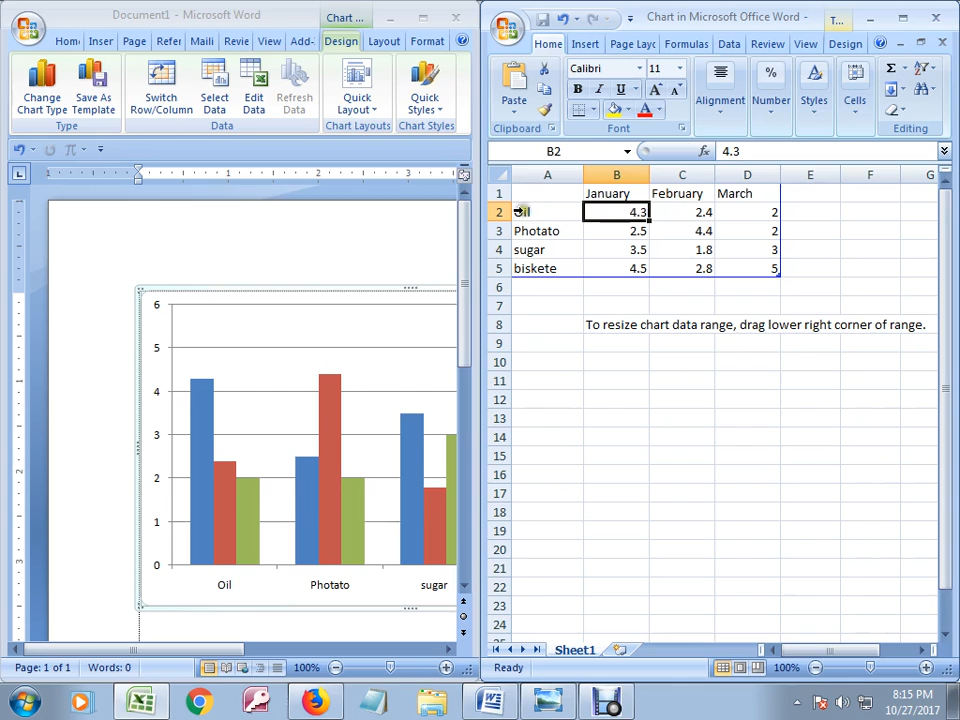 Document1 - Microsoft Word
Chart ...
Hom Inser Page Refer Maili Revie View Add- Design Layout Format
Change Chart Type
Save As Template
Switch Row/Column
Select Data
Edit Data
Refresh Data
Quick Layout
Quick Styles
Type Data Chart Layouts Chart Styles
1 2 3
6
5
4
3
2
1
0
Oil Photato sugar
Page: 1 of 1 Words: 0 100%
Chart in Microsoft Office Word -
T...
Home Insert Page Layc Formulas Data Review View Design
Paste
Calibri 11
B I U
Alignment Number Styles Cells
Clipboard Font Editing
B2 fx 4.3
A B C D E F G
1 January February March
2 Oil 4.3 2.4 2
3 Photato 2.5 4.4 2
4 sugar 3.5 1.8 3
5 biskete 4.5 2.8 5
6
7
8 To resize chart data range, drag lower right corner of range.
9
10
11
12
13
14
15
16
17
18
19
20
21
22
23
24
Sheet1
Ready 100%
8:15 PM
10/27/2017